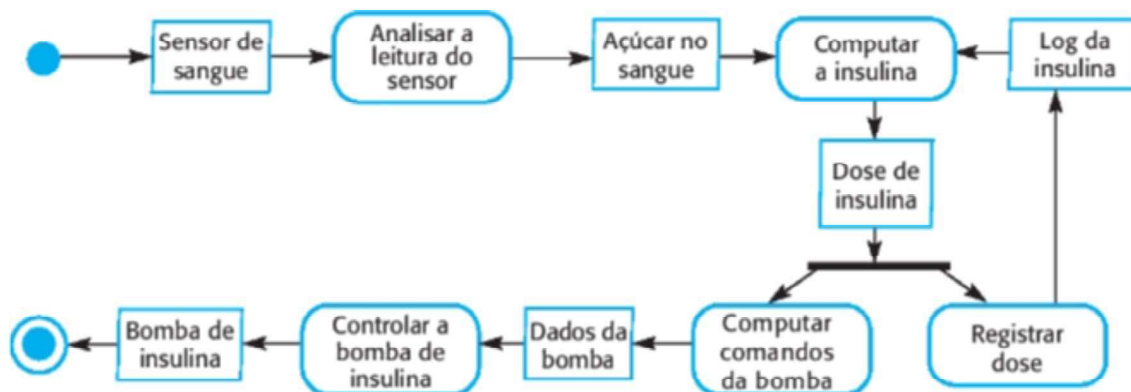 Sensor de
sangue
Analisar a
leitura do
sensor
Açúcar no
sangue
Computar
a insulina
Log da
insulina
Dose de
insulina
Bomba de
insulina
Controlar a
bomba de
insulina
Dados da
bomba
Computar
comandos
da bomba
Registrar
dose